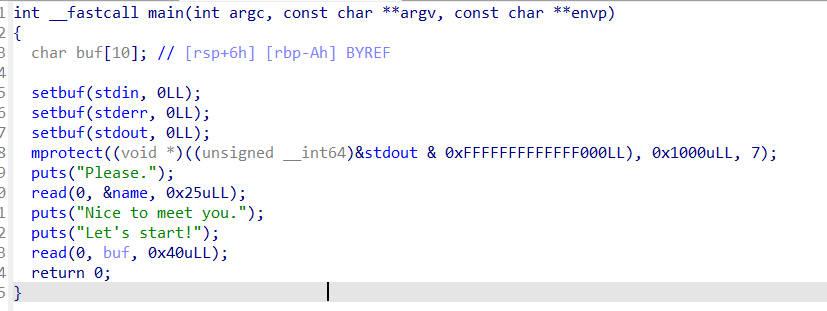 1 int __fastcall main(int argc, const char **argv, const char **envp)
2 {
3 char buf[10]; // [rsp+6h] [rbp-Ah] BYREF
4
5 setbuf(stdin, 0LL);
6 setbuf(stderr, 0LL);
7 setbuf(stdout, 0LL);
8 mprotect((void *)((unsigned __int64)&stdout & 0xFFFFFFFFFFFFF000LL), 0x1000uLL, 7);
9 puts("Please.");
0 read(0, &name, 0x25uLL);
1 puts("Nice to meet you.");
2 puts("Let's start!");
3 read(0, buf, 0x40uLL);
4 return 0;
5 }